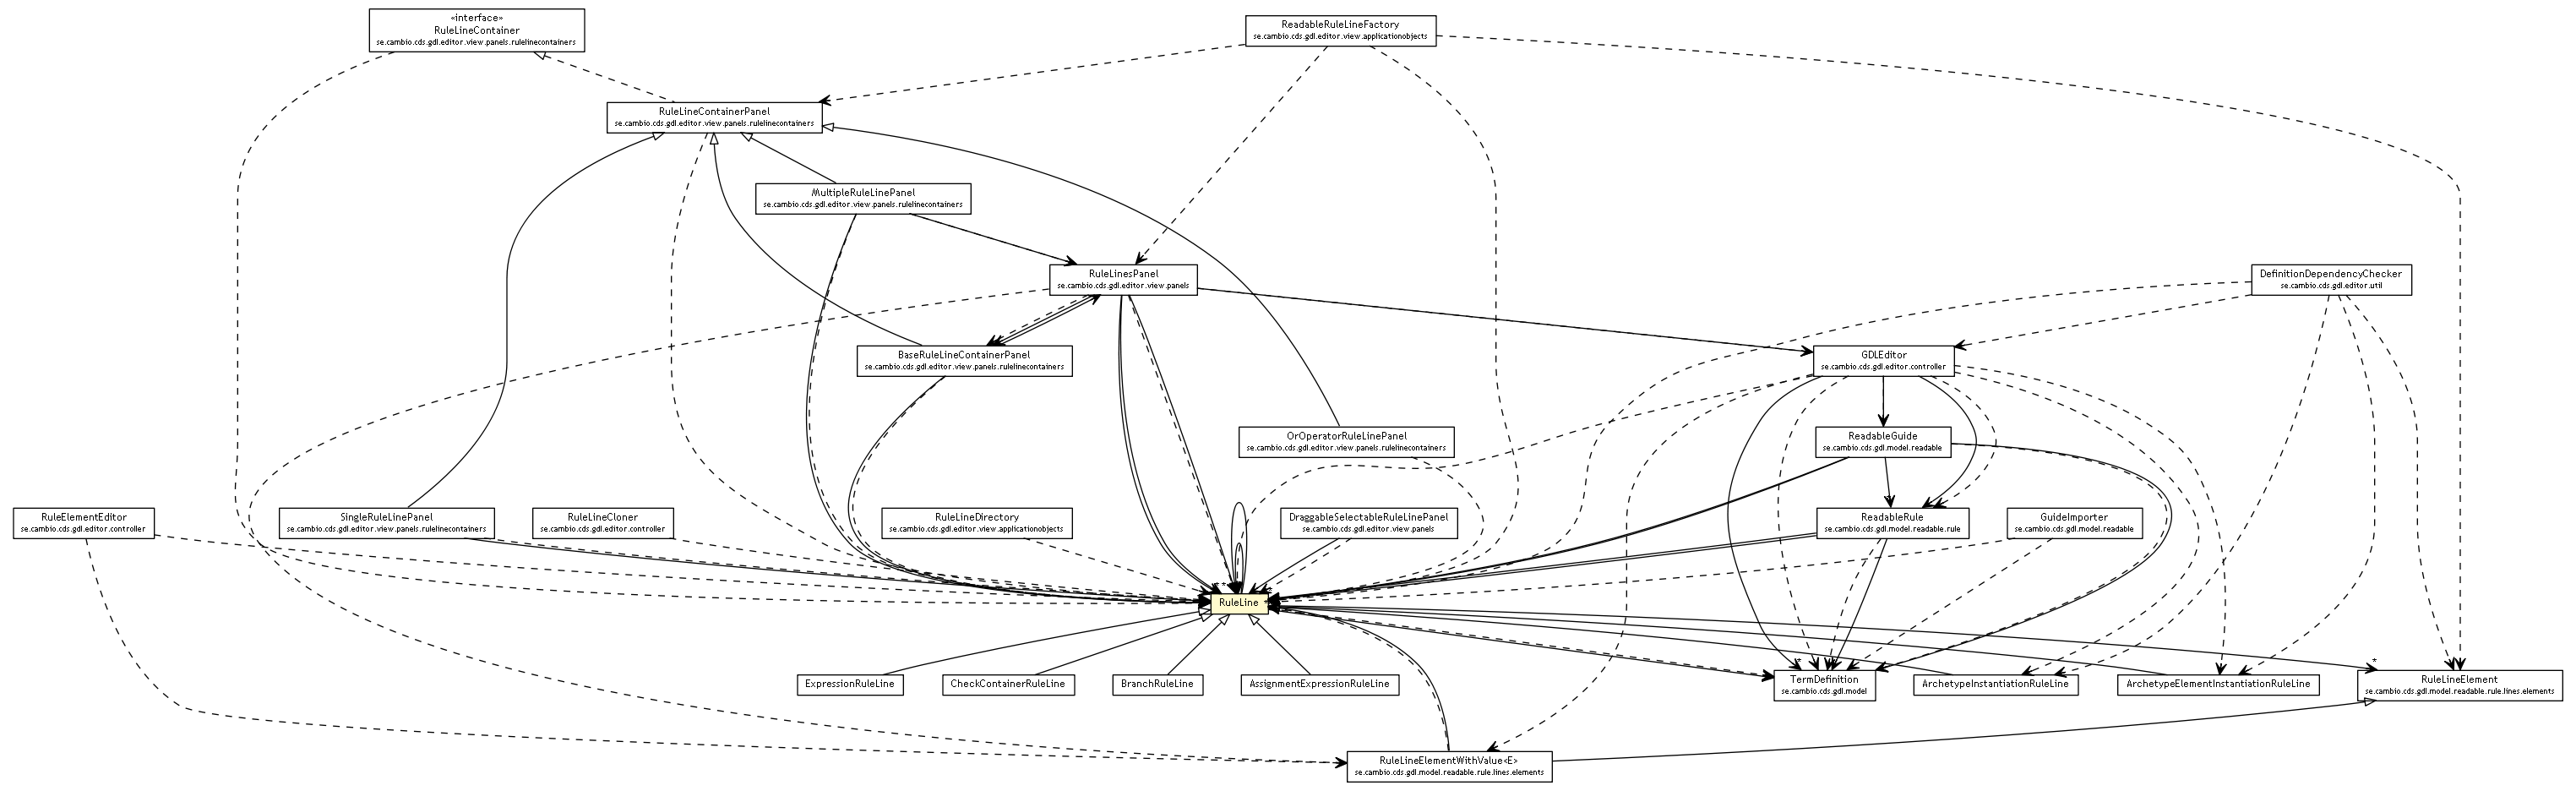 «interface»
RuleLineContainer
se.cambio.cds.gdl.editor.view.panels.rulelinecontainers
ReadableRuleLineFactory
se.cambio.cds.gdl.editor.view.applicationobjects
RuleLineContainerPanel
se.cambio.cds.gdl.editor.view.panels.rulelinecontainers
MultipleRuleLinePanel
se.cambio.cds.gdl.editor.view.panels.rulelinecontainers
RuleLinesPanel
se.cambio.cds.gdl.editor.view.panels
DefinitionDependencyChecker
se.cambio.cds.gdl.editor.util
BaseRuleLineContainerPanel
se.cambio.cds.gdl.editor.view.panels.rulelinecontainers
GDLEditor
se.cambio.cds.gdl.editor.controller
OrOperatorRuleLinePanel
se.cambio.cds.gdl.editor.view.panels.rulelinecontainers
ReadableGuide
se.cambio.cds.gdl.model.readable
RuleElementEditor
se.cambio.cds.gdl.editor.controller
SingleRuleLinePanel
se.cambio.cds.gdl.editor.view.panels.rulelinecontainers
RuleLineCloner
se.cambio.cds.gdl.editor.controller
RuleLineDirectory
se.cambio.cds.gdl.editor.view.applicationobjects
DraggableSelectableRuleLinePanel
se.cambio.cds.gdl.editor.view.panels
ReadableRule
se.cambio.cds.gdl.model.readable.rule
GuideImporter
se.cambio.cds.gdl.model.readable
RuleLine
ExpressionRuleLine
CheckContainerRuleLine
BranchRuleLine
AssignmentExpressionRuleLine
*
TermDefinition
se.cambio.cds.gdl.model
ArchetypeInstantiationRuleLine
ArchetypeElementInstantiationRuleLine
*
RuleLineElement
se.cambio.cds.gdl.model.readable.rule.lines.elements
RuleLineElementWithValue<E>
se.cambio.cds.gdl.model.readable.rule.lines.elements